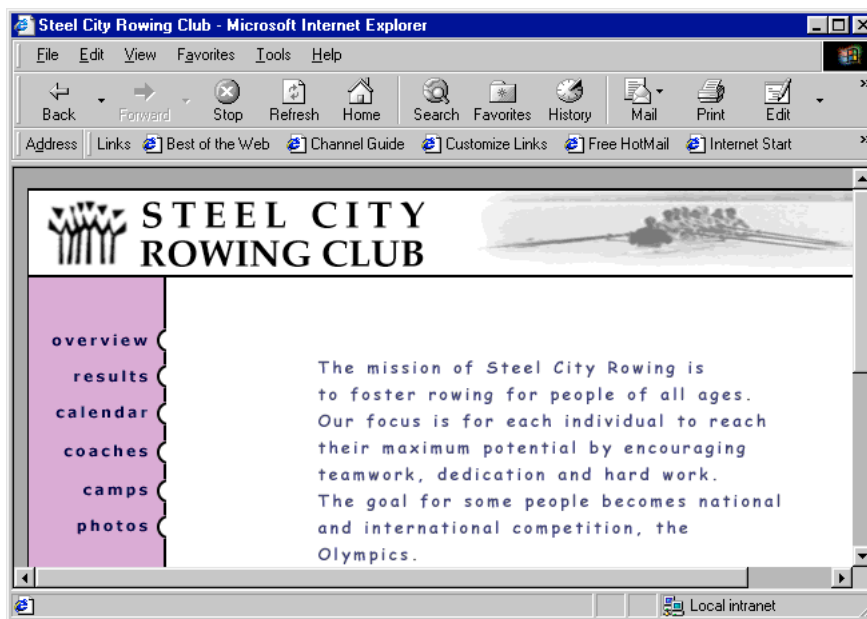 Steel City Rowing Club - Microsoft Internet Explorer
File Edit View Favorites Tools Help
Back Forward Stop Refresh Home Search Favorites History Mail Print Edit »
Address Links Best of the Web Channel Guide Customize Links Free HotMail Internet Start »
STEEL CITY
ROWING CLUB
overview
results
calendar
coaches
camps
photos
The mission of Steel City Rowing is
to foster rowing for people of all ages.
Our focus is for each individual to reach
their maximum potential by encouraging
teamwork, dedication and hard work.
The goal for some people becomes national
and international competition, the
Olympics.
Local intranet